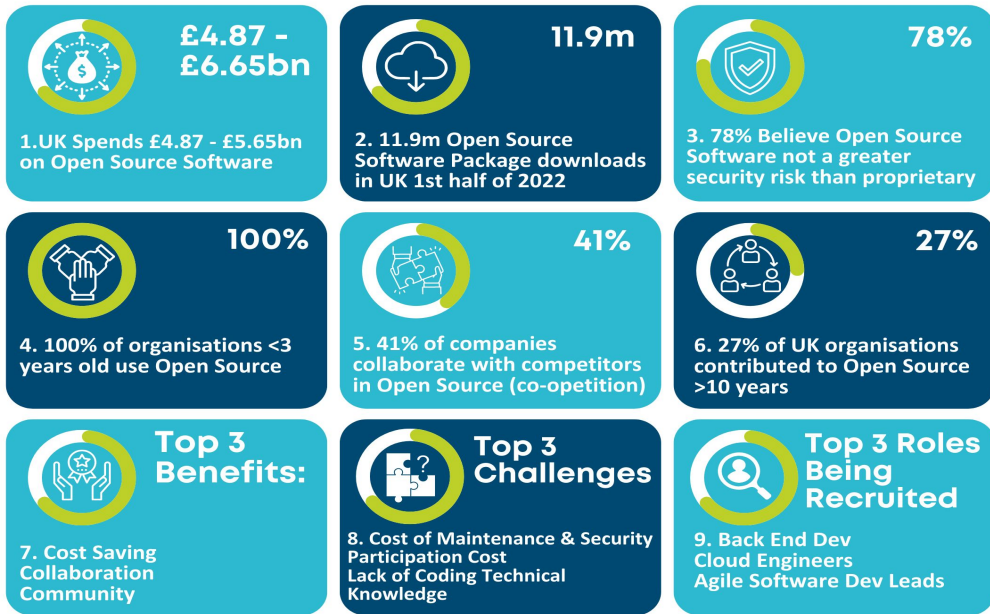 £4.87 -
£6.65bn
1.UK Spends £4.87 - £5.65bn
on Open Source Software
11.9m
2. 11.9m Open Source
Software Package downloads
in UK 1st half of 2022
78%
3. 78% Believe Open Source
Software not a greater
security risk than proprietary
100%
4. 100% of organisations <3
years old use Open Source
41%
5. 41% of companies
collaborate with competitors
in Open Source (co-opetition)
27%
6. 27% of UK organisations
contributed to Open Source
>10 years
Top 3
Benefits:
7. Cost Saving
Collaboration
Community
Top 3
Challenges
8. Cost of Maintenance & Security
Participation Cost
Lack of Coding Technical
Knowledge
Top 3 Roles
Being
Recruited
9. Back End Dev
Cloud Engineers
Agile Software Dev Leads